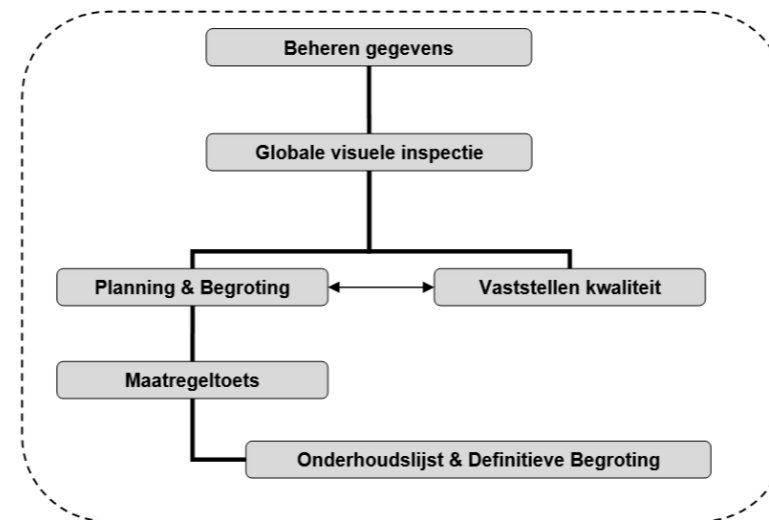 Beheren gegevens
Globale visuele inspectie
Planning & Begroting
Vaststellen kwaliteit
Maatregeltoets
Onderhoudslijst & Definitieve Begroting